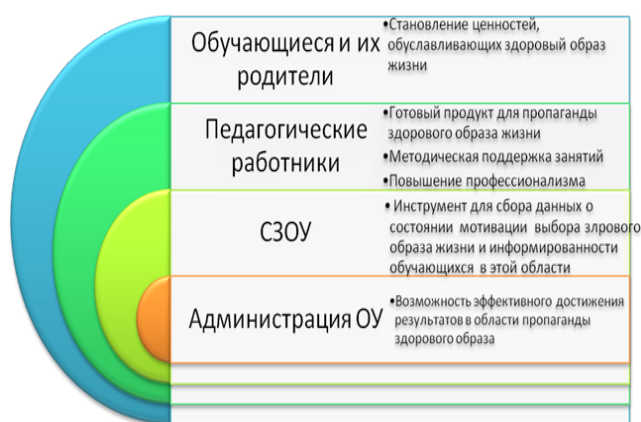 Обучающиеся и их
родители
•Становление ценностей,
обуславливающих здоровый образ
жизни
Педагогические
работники
•Готовый продукт для пропаганды
здорового образа жизни
•Методическая поддержка занятий
•Повышение профессионализма
СЗОУ
• Инструмент для сбора данных о
состоянии мотивации выбора злрового
образа жизни и информированности
обучающихся в этой области
Администрация ОУ
•Возможность эффективного достижения
результатов в области пропаганды
здорового образа